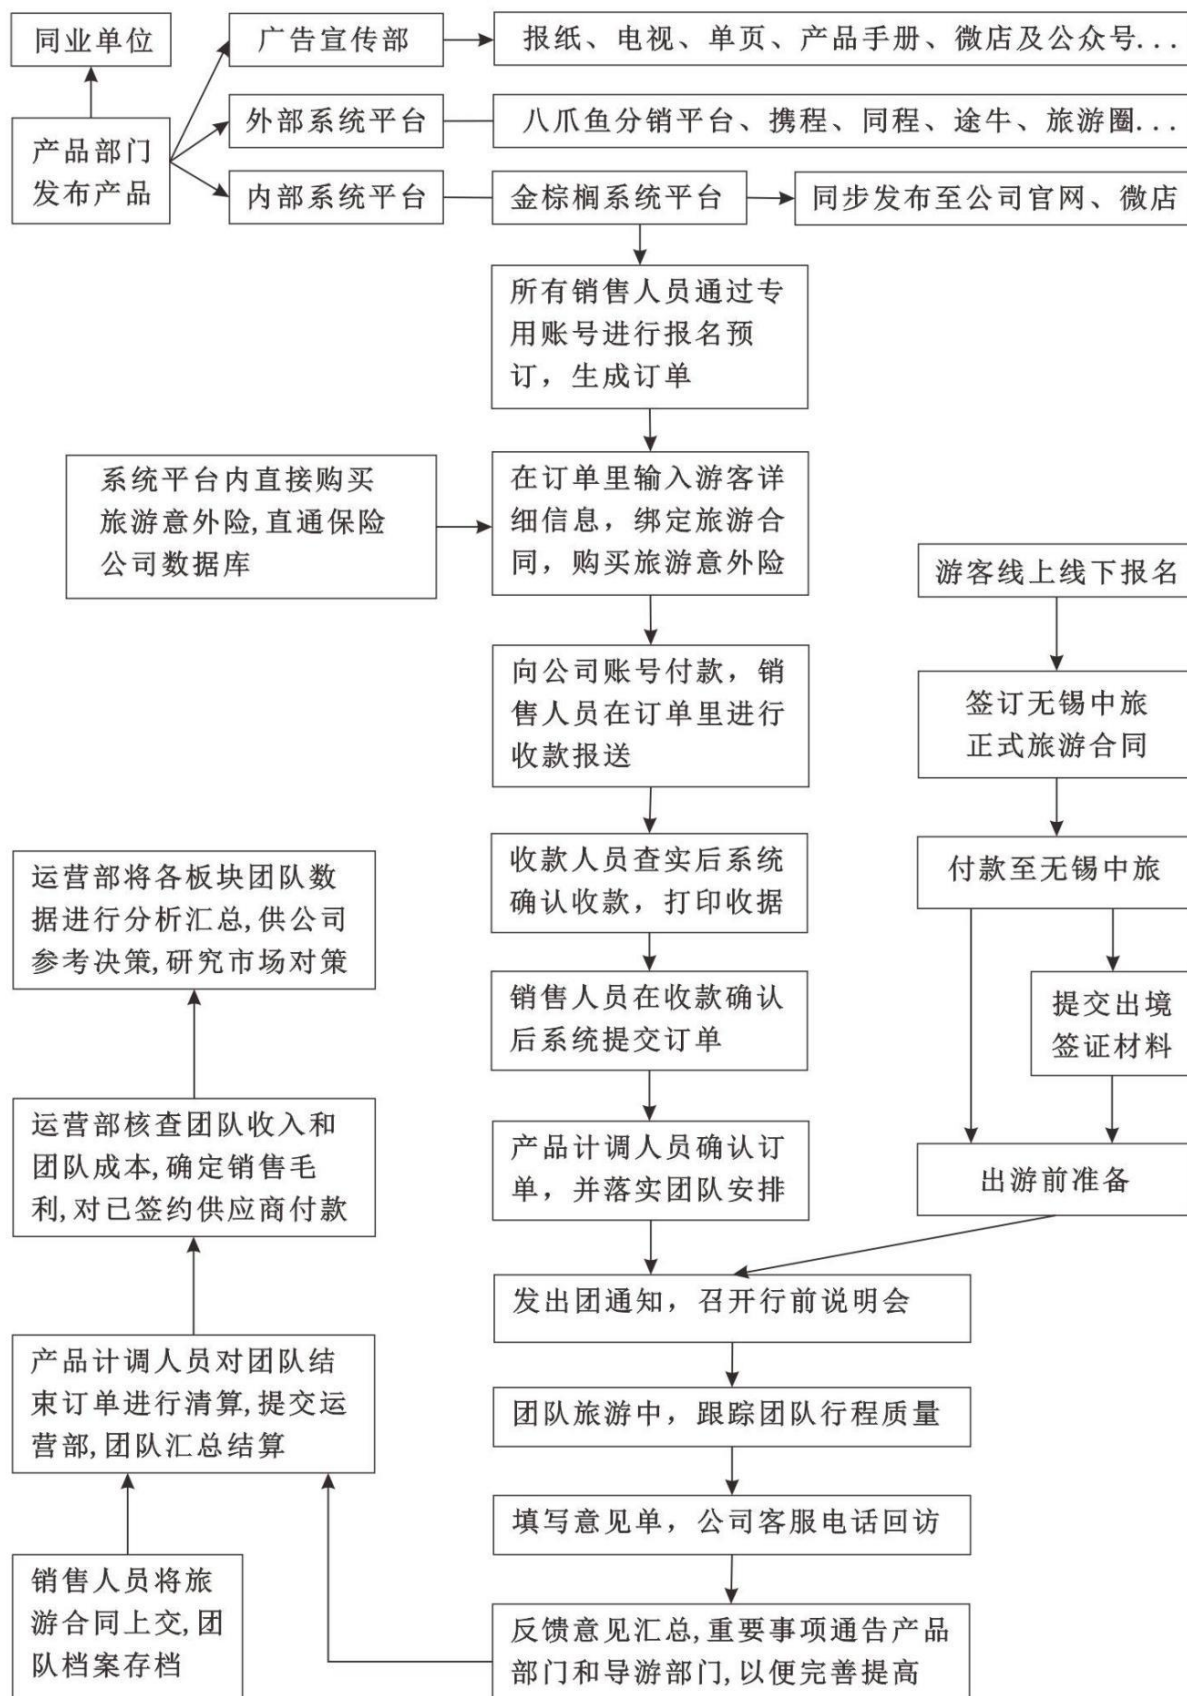 同业单位
广告宣传部
报纸、电视、单页、产品手册、微店及公众号...
产品部门
发布产品
外部系统平台
八爪鱼分销平台、携程、同程、途牛、旅游圈...
内部系统平台
金棕榈系统平台
同步发布至公司官网、微店
所有销售人员通过专
用账号进行报名预
订，生成订单
系统平台内直接购买
旅游意外险,直通保险
公司数据库
在订单里输入游客详
细信息，绑定旅游合
同，购买旅游意外险
游客线上线下报名
向公司账号付款，销
售人员在订单里进行
收款报送
签订无锡中旅
正式旅游合同
收款人员查实后系统
确认收款，打印收据
付款至无锡中旅
运营部将各板块团队数
据进行分析汇总,供公司
参考决策,研究市场对策
销售人员在收款确认
后系统提交订单
提交出境
签证材料
运营部核查团队收入和
团队成本,确定销售毛
利,对已签约供应商付款
产品计调人员确认订
单，并落实团队安排
出游前准备
发出团通知，召开行前说明会
产品计调人员对团队结
束订单进行清算,提交运
营部,团队汇总结算
团队旅游中，跟踪团队行程质量
填写意见单，公司客服电话回访
销售人员将旅
游合同上交,团
队档案存档
反馈意见汇总,重要事项通告产品
部门和导游部门,以便完善提高